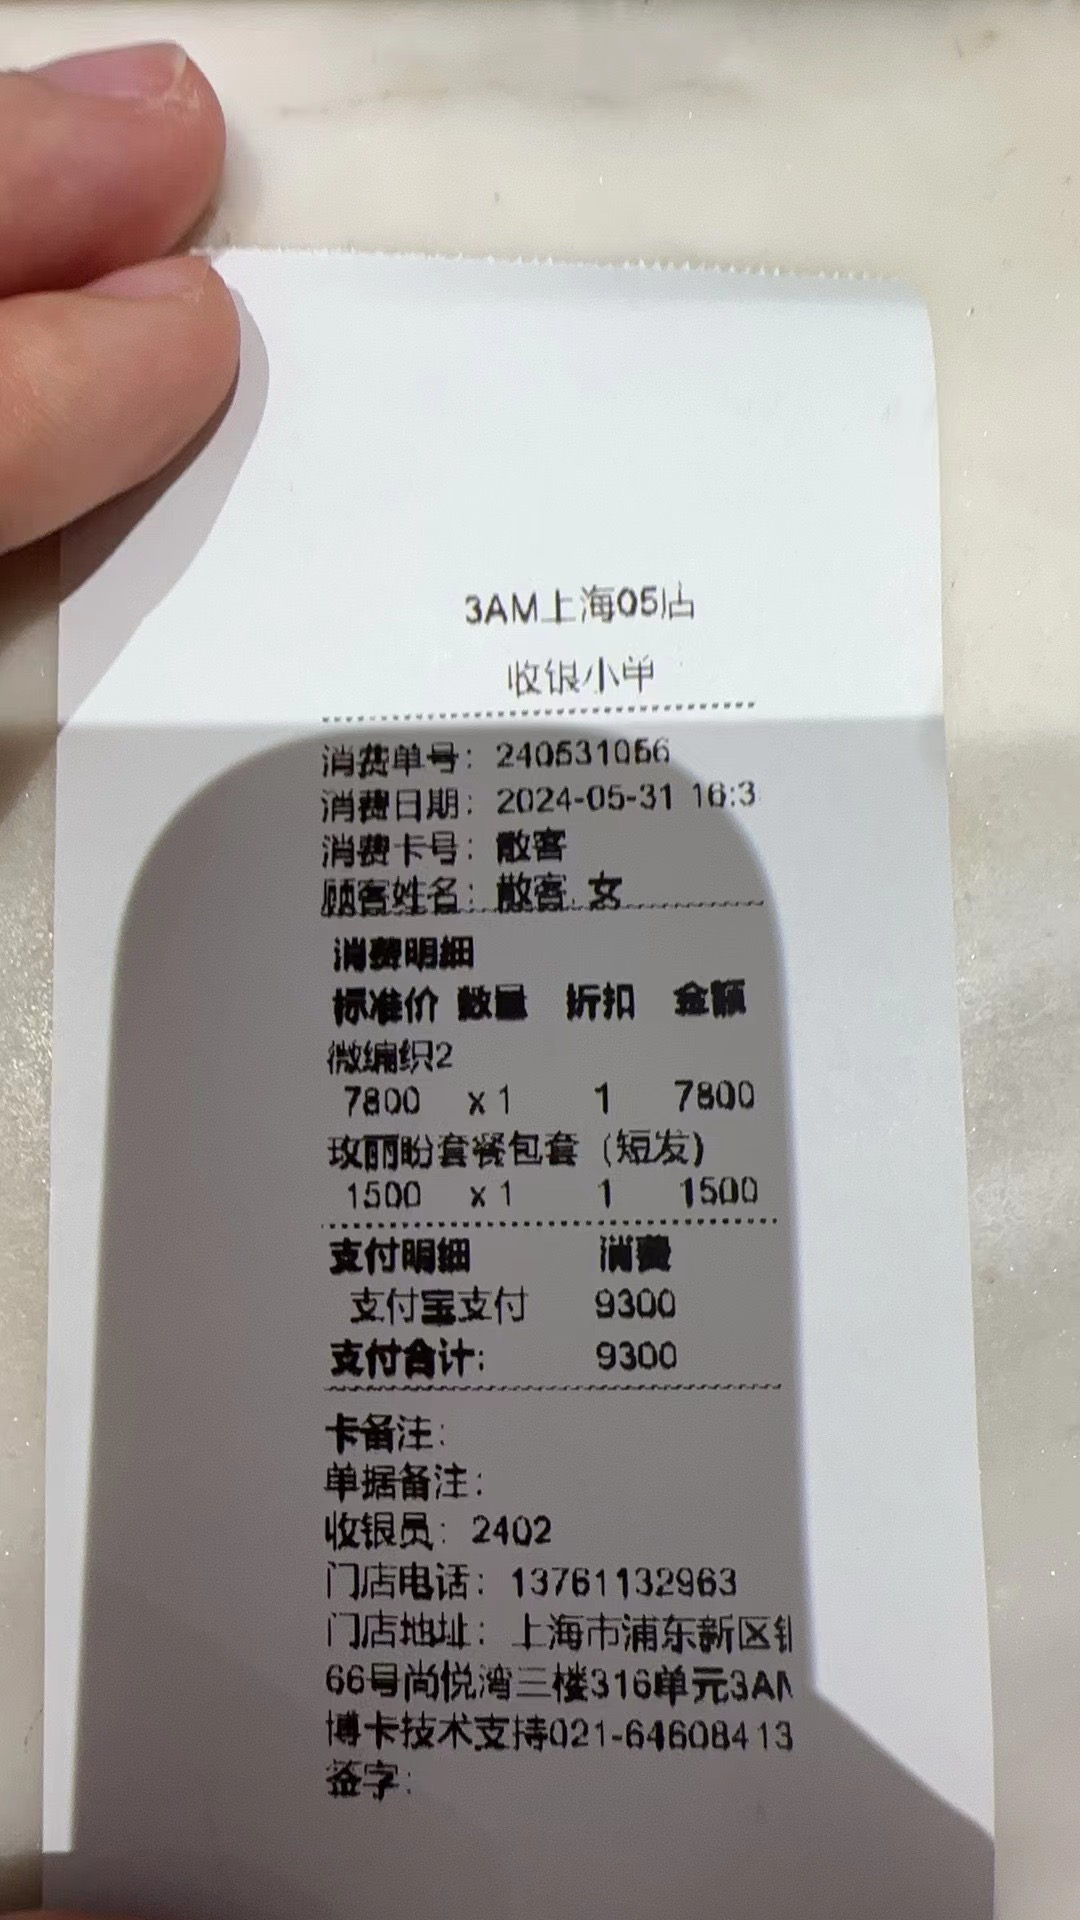 3AM上海05店
收银小单
消费单号：240531056
消费日期：2024-05-31 16:3
消费卡号：散客
顾客姓名：散客 女
消费明细
标准价 数量 折扣 金额
微编织2
7800 x1 1 7800
玫丽盼套餐包套（短发）
1500 x1 1 1500
支付明细 消费
支付宝支付 9300
支付合计： 9300
卡备注：
单据备注：
收银员：2402
门店电话：13761132963
门店地址：上海市浦东新区
66号尚悦湾三楼316单元3AM
博卡技术支持021-64608413
签字：